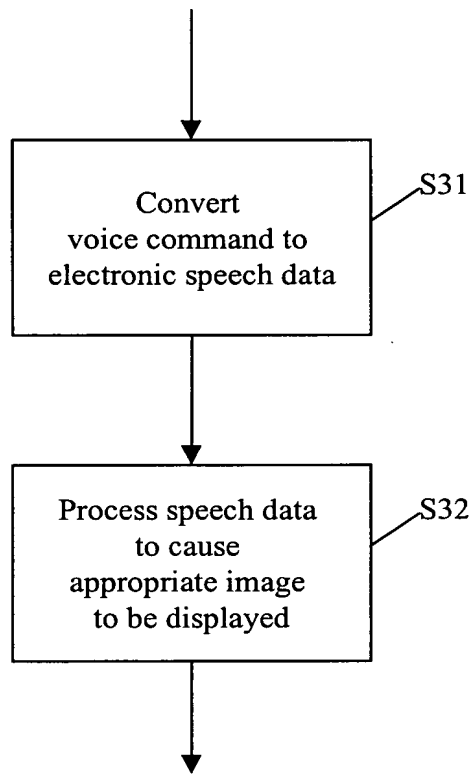 Convert
voice command to
electronic speech data
S31
Process speech data
to cause
appropriate image
to be displayed
S32